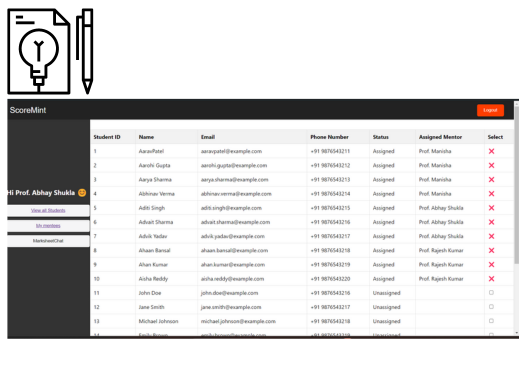 ScoreMint
Logout
Hi Prof. Abhay Shukla 😊
View all Students
My mentees
MarksheetChat
Student ID Name Email Phone Number Status Assigned Mentor Select
1 AaravPatel aaravpatel@example.com +91 9876543211 Assigned Prof. Manisha ❌
2 Aarohi Gupta aarohi.gupta@example.com +91 9876543212 Assigned Prof. Manisha ❌
3 Aarya Sharma aarya.sharma@example.com +91 9876543213 Assigned Prof. Manisha ❌
4 Abhinav Verma abhinav.verma@example.com +91 9876543214 Assigned Prof. Manisha ❌
5 Aditi Singh aditi.singh@example.com +91 9876543215 Assigned Prof. Abhay Shukla ❌
6 Advait Sharma advait.sharma@example.com +91 9876543216 Assigned Prof. Abhay Shukla ❌
7 Advik Yadav advik.yadav@example.com +91 9876543217 Assigned Prof. Abhay Shukla ❌
8 Ahaan Bansal ahaan.bansal@example.com +91 9876543218 Assigned Prof. Rajesh Kumar ❌
9 Ahan Kumar ahan.kumar@example.com +91 9876543219 Assigned Prof. Rajesh Kumar ❌
10 Aisha Reddy aisha.reddy@example.com +91 9876543220 Assigned Prof. Rajesh Kumar ❌
11 John Doe john.doe@example.com +91 9876543216 Unassigned
12 Jane Smith jane.smith@example.com +91 9876543217 Unassigned
13 Michael Johnson michael.johnson@example.com +91 9876543218 Unassigned
14 Emily Brown emily.brown@example.com +91 9876543219 Unassigned